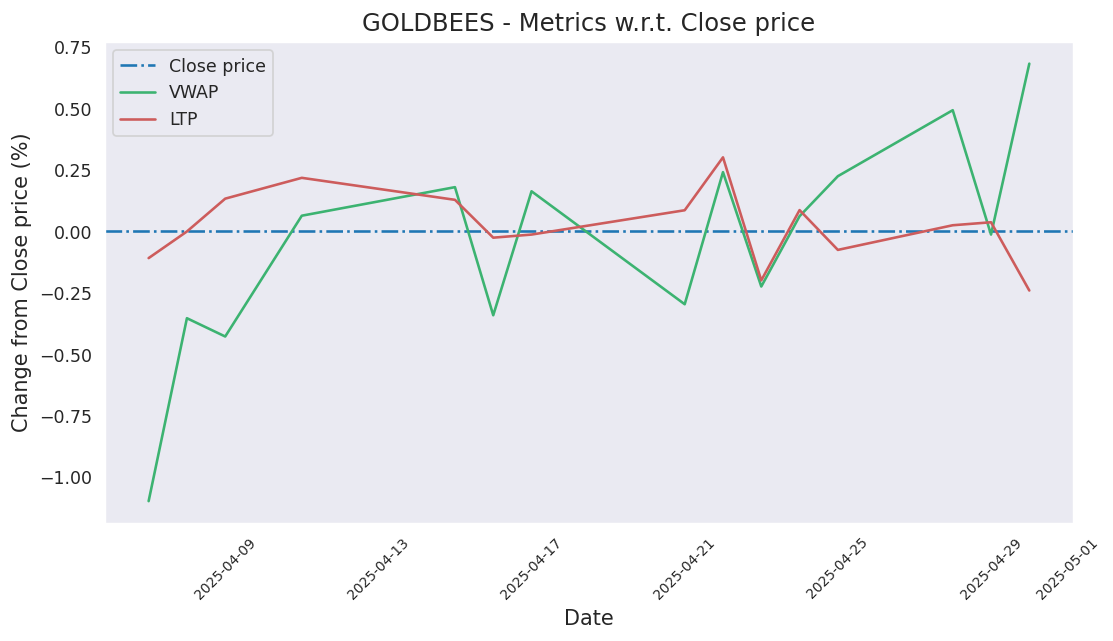 GOLDBEES - Metrics w.r.t. Close price
Close price
VWAP
LTP
Change from Close price (%)
0.75
0.50
0.25
0.00
−0.25
−0.50
−0.75
−1.00
2025-04-09
2025-04-13
2025-04-17
2025-04-21
2025-04-25
2025-04-29
2025-05-01
Date